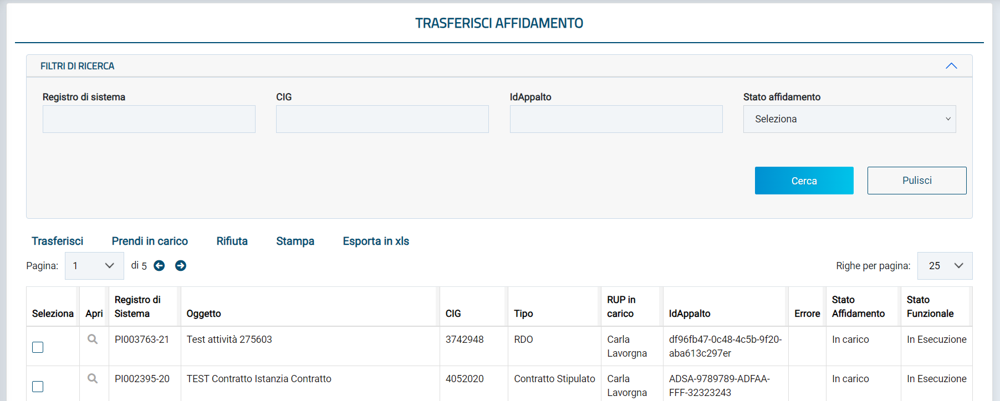 TRASFERISCI AFFIDAMENTO
FILTRI DI RICERCA
Registro di sistema CIG IdAppalto Stato affidamento
Seleziona
Cerca Pulisci
Trasferisci Prendi in carico Rifiuta Stampa Esporta in xls
Pagina: 1 di 5 Righe per pagina: 25
Seleziona Apri Registro di Sistema Oggetto CIG Tipo RUP in carico IdAppalto Errore Stato Affidamento Stato Funzionale
PI003763-21 Test attività 275603 3742948 RDO Carla df96fb47-0c48-4c5b-9f20- In carico In Esecuzione
Lavorgna aba613c297er
PI002395-20 TEST Contratto Istanzia Contratto 4052020 Contratto Stipulato Carla ADSA-9789789-ADFAA- In carico In Esecuzione
Lavorgna FFF-32323243